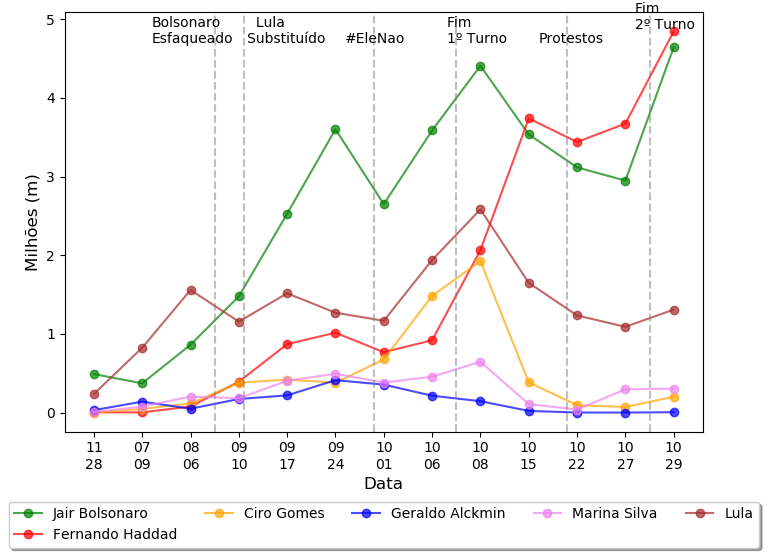 Fim
2º Turno
Bolsonaro
Esfaqueado
Lula
Substituído
#EleNao
Fim
1º Turno
Protestos
5
4
3
2
1
0
Milhões (m)
11
28
07
09
08
06
09
10
09
17
09
24
10
01
10
06
10
08
10
15
10
22
10
27
10
29
Data
Jair Bolsonaro
Fernando Haddad
Ciro Gomes
Geraldo Alckmin
Marina Silva
Lula